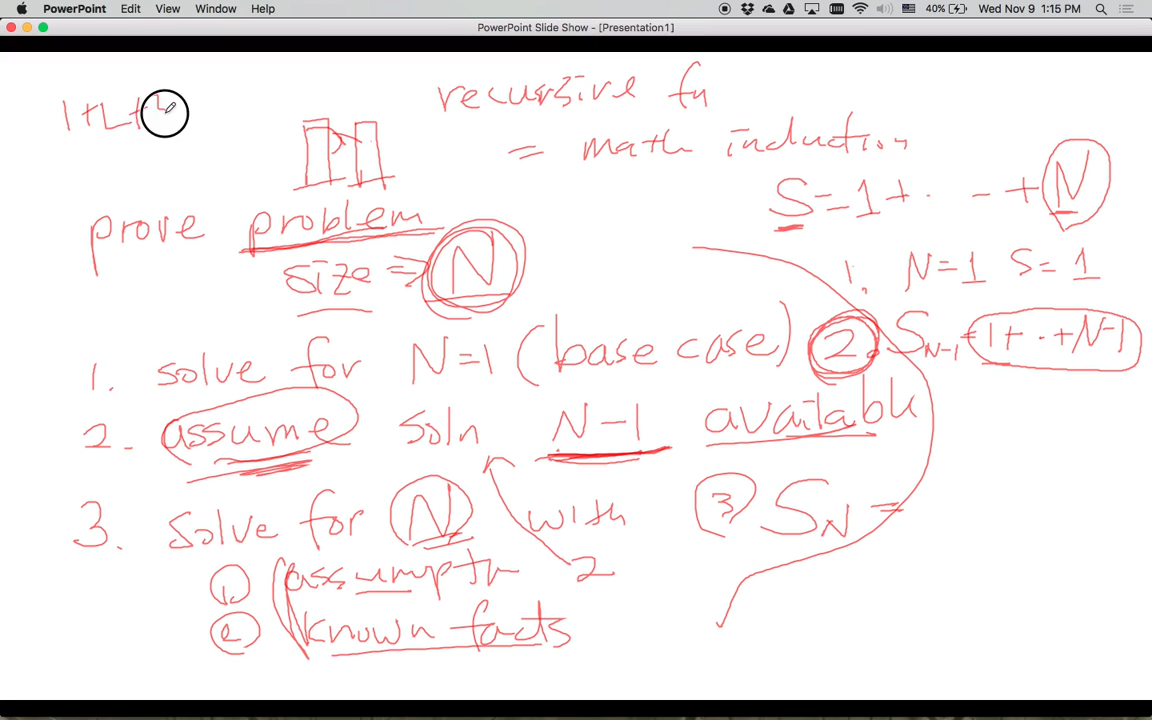 PowerPoint Edit View Window Help 40% Wed Nov 9 1:15 PM
PowerPoint Slide Show - [Presentation1]
recursive fn
= math induction
prove problem
size => N
1. solve for N=1 (base case)
2. assume soln N-1 available
3. solve for N with
① assumptn 2
② known facts
S=1+ · - +N
1. N=1 S=1
2. S_{N-1} = 1+ · · +N-1
③ S_N =